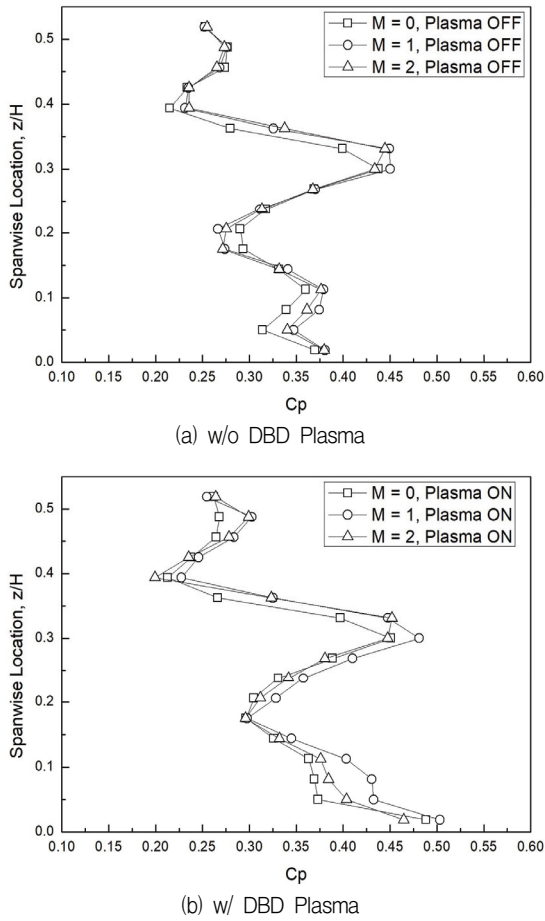 0.5
0.4
0.3
0.2
0.1
0.0
Spanwise Location, z/H
M = 0, Plasma OFF
M = 1, Plasma OFF
M = 2, Plasma OFF
0.10 0.15 0.20 0.25 0.30 0.35 0.40 0.45 0.50 0.55 0.60
Cp
(a) w/o DBD Plasma
0.5
0.4
0.3
0.2
0.1
0.0
Spanwise Location, z/H
M = 0, Plasma ON
M = 1, Plasma ON
M = 2, Plasma ON
0.10 0.15 0.20 0.25 0.30 0.35 0.40 0.45 0.50 0.55 0.60
Cp
(b) w/ DBD Plasma